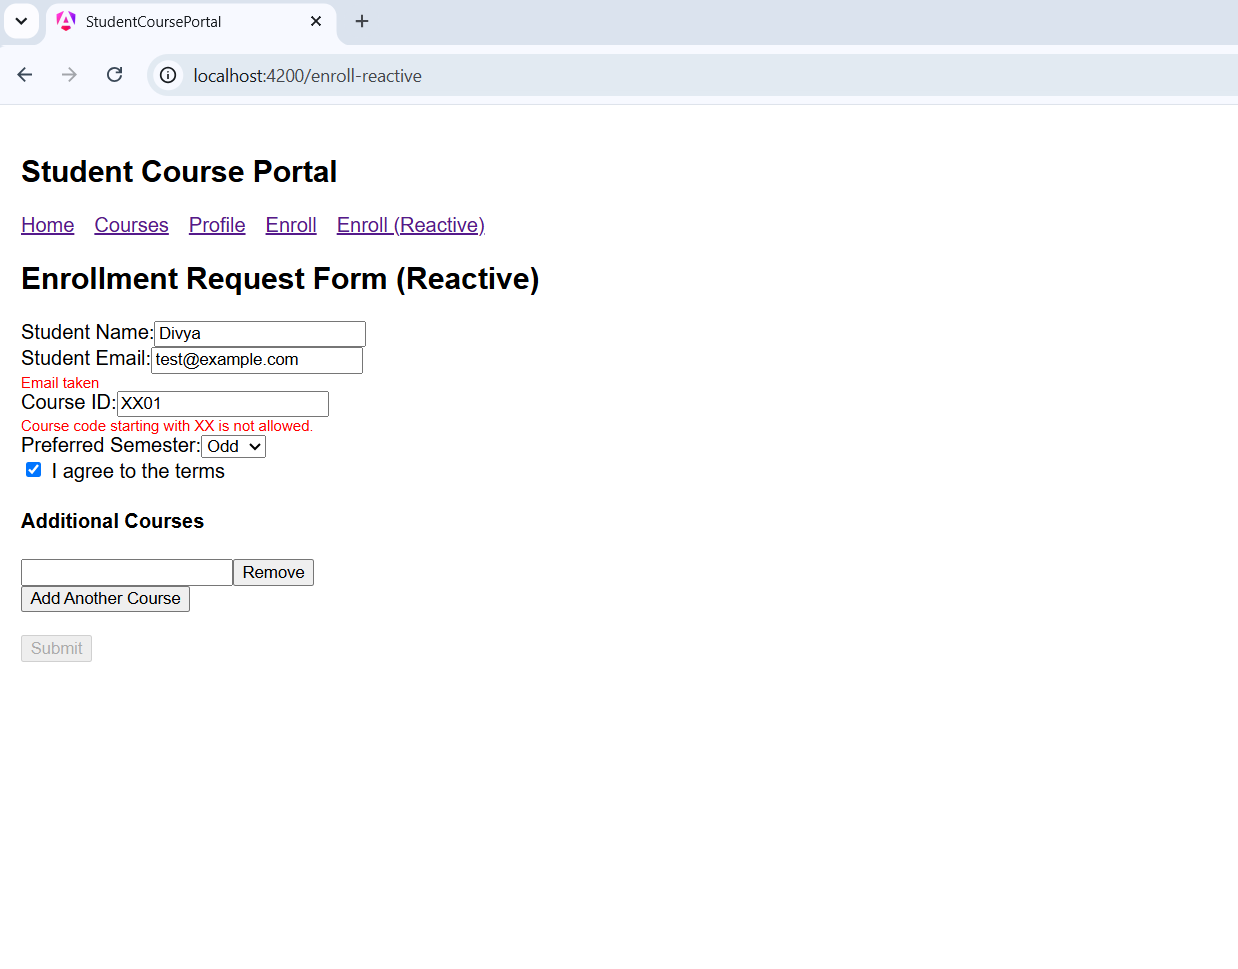 StudentCoursePortal
localhost:4200/enroll-reactive
Student Course Portal
Home Courses Profile Enroll Enroll (Reactive)
Enrollment Request Form (Reactive)
Student Name: Divya
Student Email: test@example.com
Email taken
Course ID: XX01
Course code starting with XX is not allowed.
Preferred Semester: Odd
I agree to the terms
Additional Courses
Remove
Add Another Course
Submit